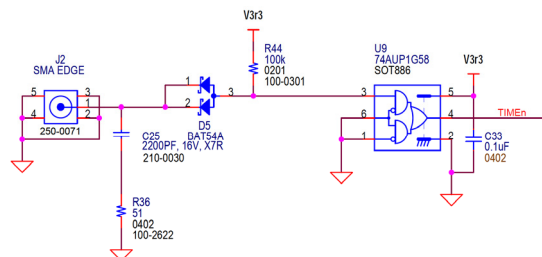 V3r3
J2
SMA EDGE
R44
100k
0201
100-0301
U9
74AUP1G58
SOT886
V3r3
5
4
3
1
2
250-0071
1
2
3
D5
BAT54A
C25
2200PF, 16V, X7R
210-0030
3
6
1
5
4
2
TIMEn
C33
0.1uF
0402
R36
51
0402
100-2622